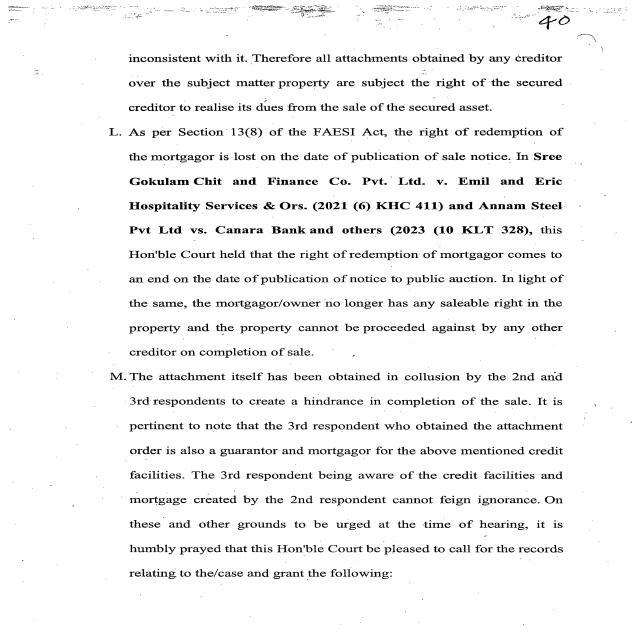 40
inconsistent with it. Therefore all attachments obtained by any creditor
over the subject matter property are subject the right of the secured
creditor to realise its dues from the sale of the secured asset.
L. As per Section 13(8) of the FAESI Act, the right of redemption of
the mortgagor is lost on the date of publication of sale notice. In Sree
Gokulam Chit and Finance Co. Pvt. Ltd. v. Emil and Eric
Hospitality Services & Ors. (2021 (6) KHC 411) and Annam Steel
Pvt Ltd vs. Canara Bank and others (2023 (10 KLT 328), this
Hon'ble Court held that the right of redemption of mortgagor comes to
an end on the date of publication of notice to public auction. In light of
the same, the mortgagor/owner no longer has any saleable right in the
property and the property cannot be proceeded against by any other
creditor on completion of sale.
M. The attachment itself has been obtained in collusion by the 2nd and
3rd respondents to create a hindrance in completion of the sale. It is
pertinent to note that the 3rd respondent who obtained the attachment
order is also a guarantor and mortgagor for the above mentioned credit
facilities. The 3rd respondent being aware of the credit facilities and
mortgage created by the 2nd respondent cannot feign ignorance. On
these and other grounds to be urged at the time of hearing, it is
humbly prayed that this Hon'ble Court be pleased to call for the records
relating to the/case and grant the following: